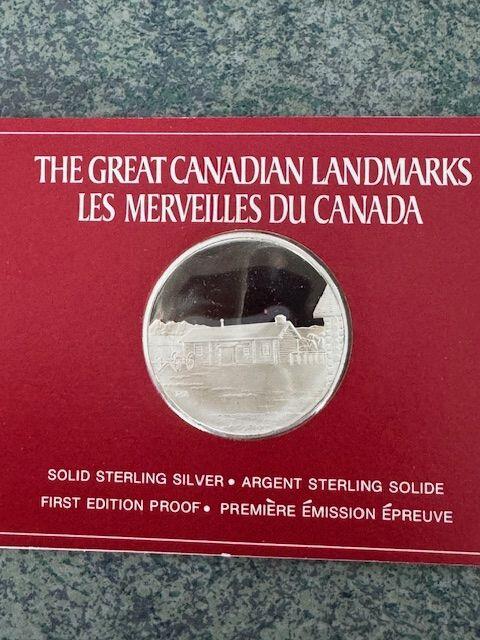 THE GREAT CANADIAN LANDMARKS
LES MERVEILLES DU CANADA
SOLID STERLING SILVER • ARGENT STERLING SOLIDE
FIRST EDITION PROOF • PREMIÈRE ÉMISSION ÉPREUVE